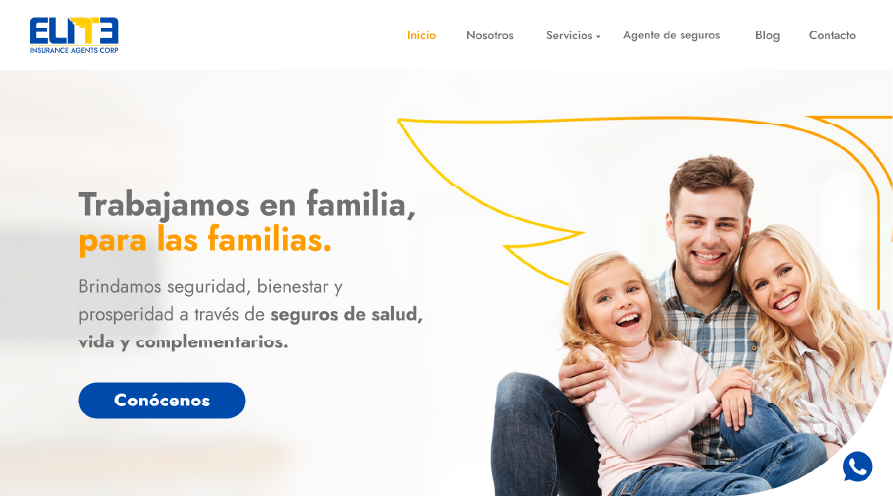 ELITE
INSURANCE AGENTS CORP
Inicio
Nosotros
Servicios
Agente de seguros
Blog
Contacto
Trabajamos en familia,
para las familias.
Brindamos seguridad, bienestar y
prosperidad a través de seguros de salud,
vida y complementarios.
Conócenos